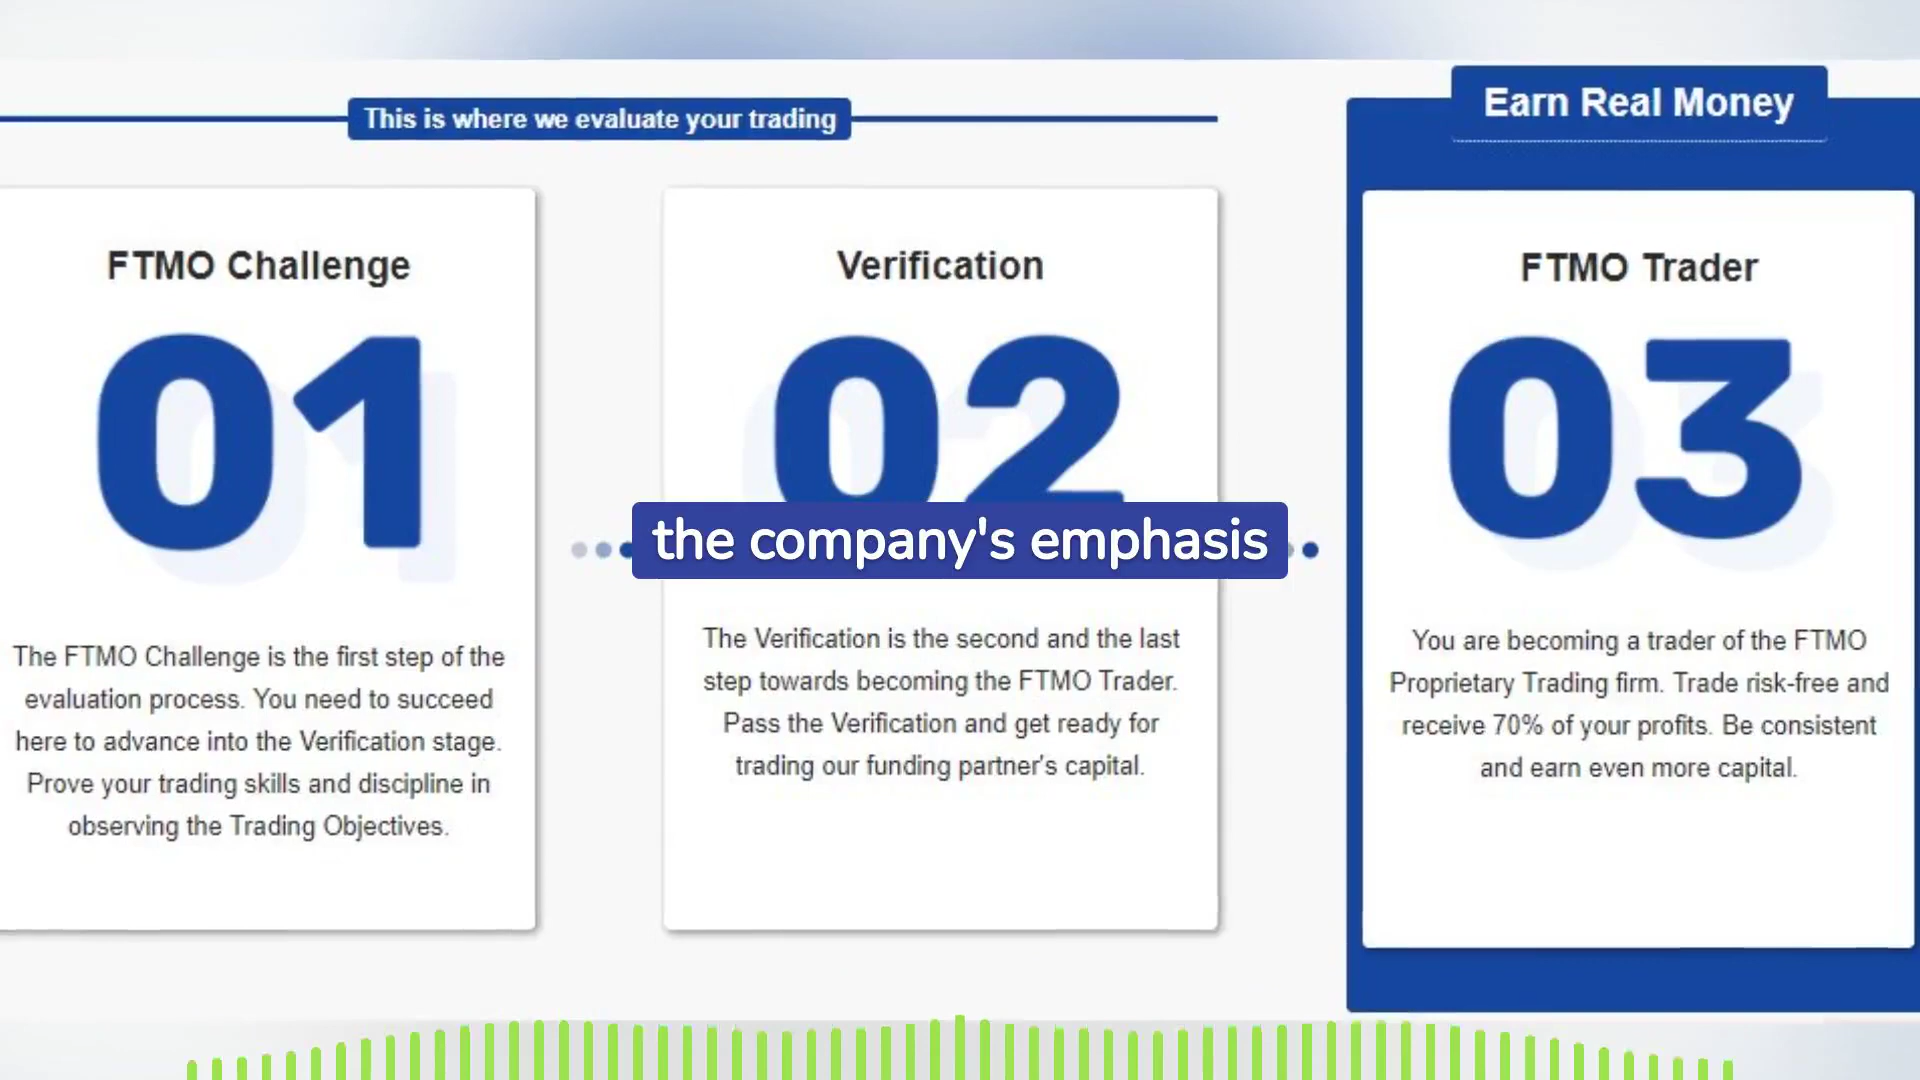 This is where we evaluate your trading
Earn Real Money
FTMO Challenge
01
The FTMO Challenge is the first step of the
evaluation process. You need to succeed
here to advance into the Verification stage.
Prove your trading skills and discipline in
observing the Trading Objectives.
Verification
02
the company's emphasis
The Verification is the second and the last
step towards becoming the FTMO Trader.
Pass the Verification and get ready for
trading our funding partner's capital.
FTMO Trader
03
You are becoming a trader of the FTMO
Proprietary Trading firm. Trade risk-free and
receive 70% of your profits. Be consistent
and earn even more capital.